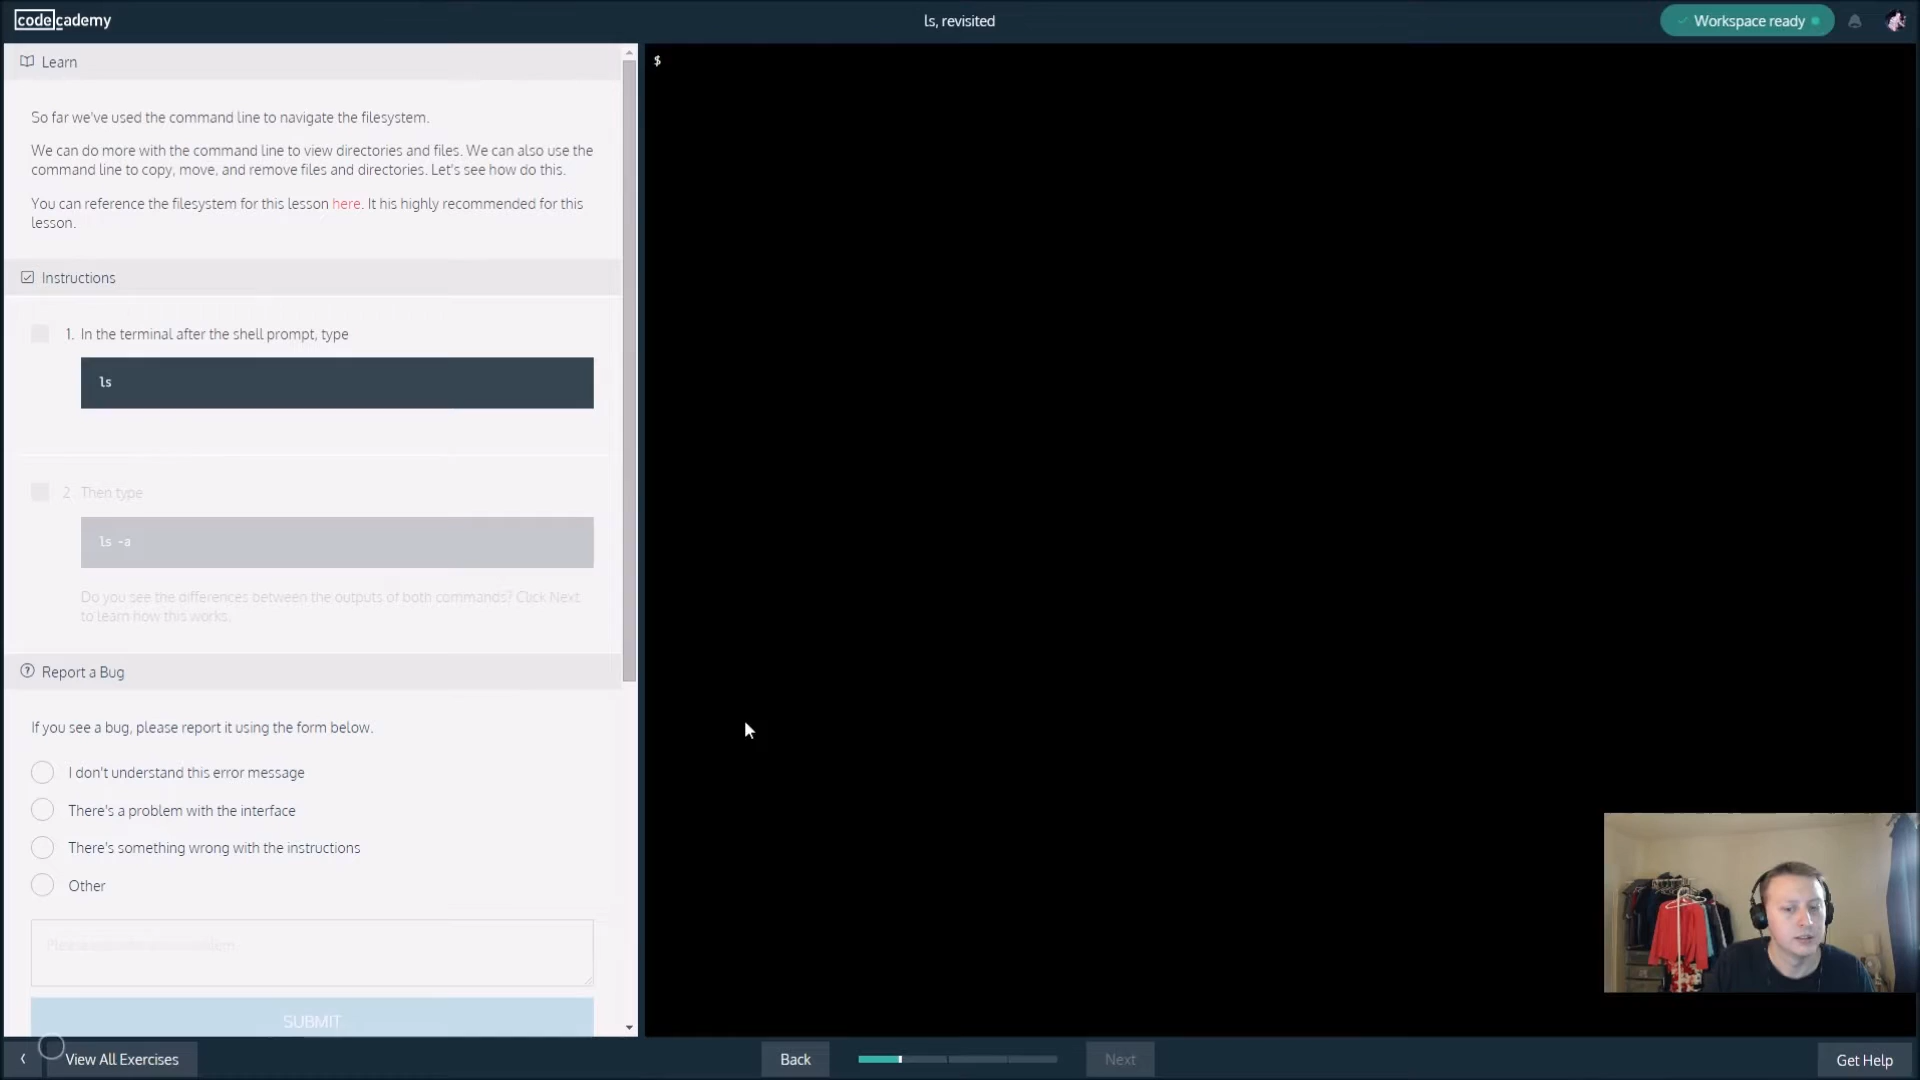 codecademy
ls, revisited
Workspace ready
Learn
So far we've used the command line to navigate the filesystem.
We can do more with the command line to view directories and files. We can also use the
command line to copy, move, and remove files and directories. Let's see how do this.
You can reference the filesystem for this lesson here. It his highly recommended for this
lesson.
Instructions
1. In the terminal after the shell prompt, type
ls
2 Then type
ls -a
Do you see the differences between the outputs of both commands? Click Next
to learn how this works.
Report a Bug
If you see a bug, please report it using the form below.
I don't understand this error message
There's a problem with the interface
There's something wrong with the instructions
Other
SUBMIT
$
View All Exercises
Back
Next
Get Help